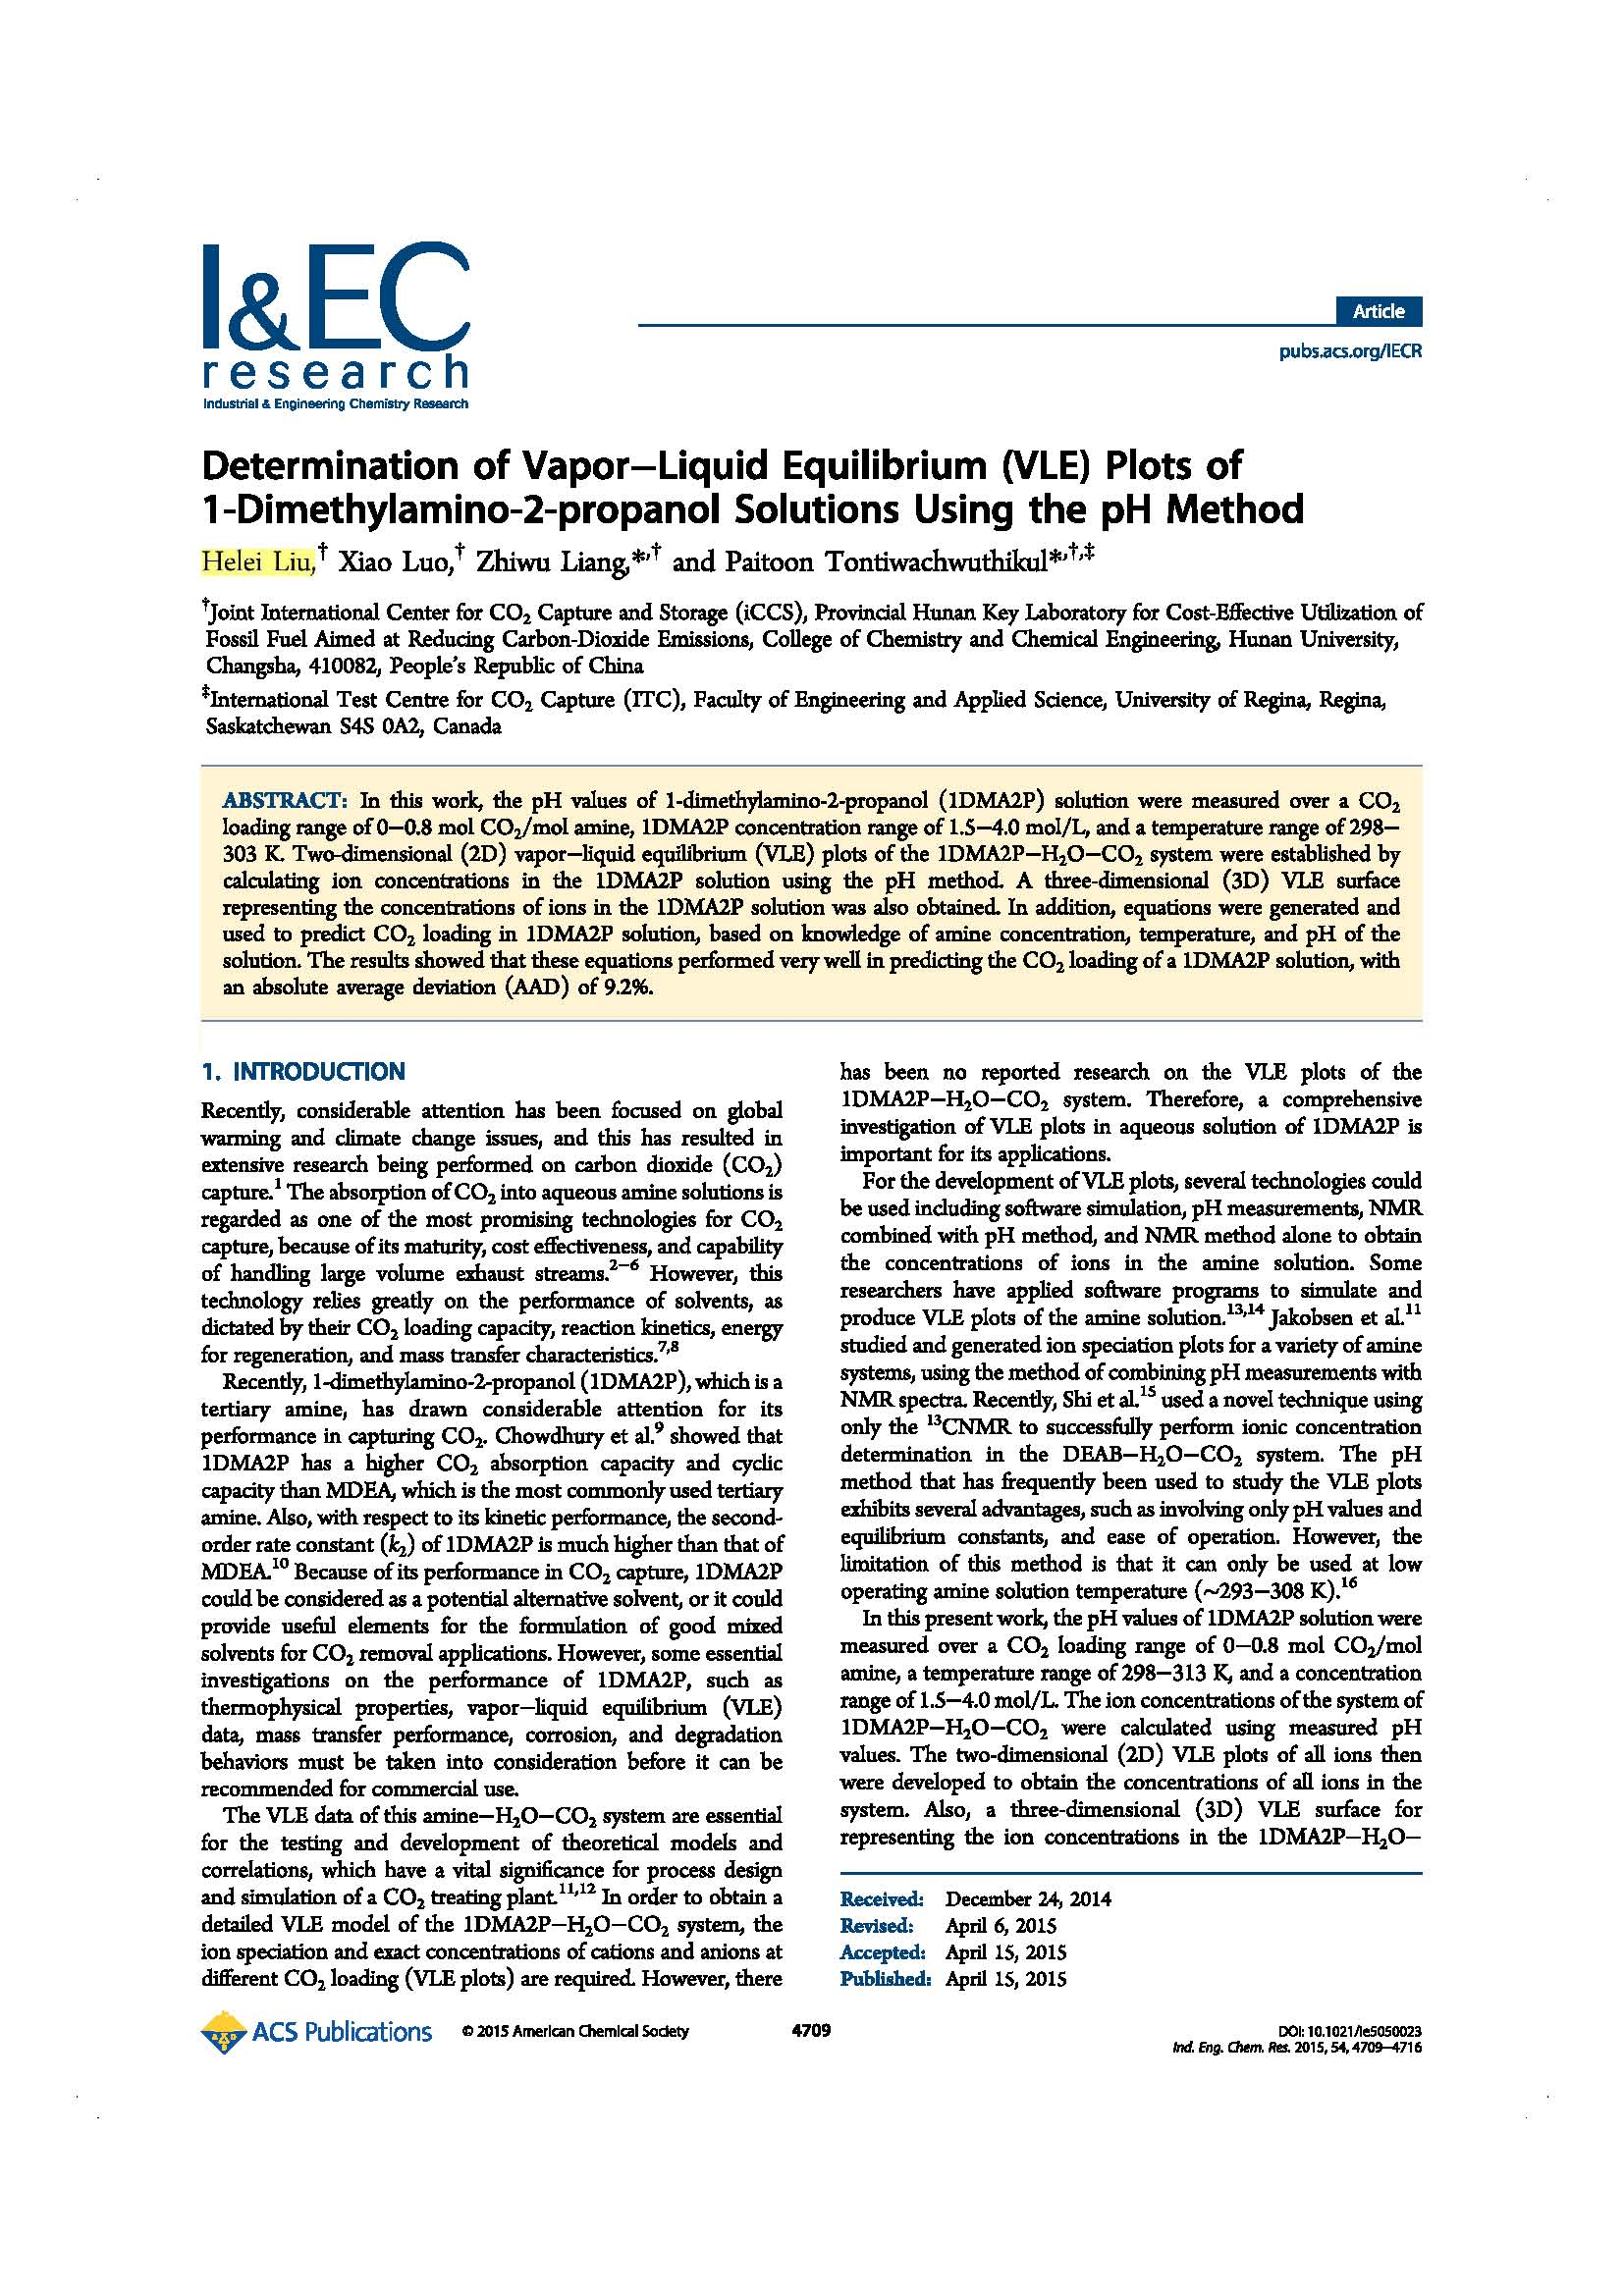 I&EC
research
Industrial & Engineering Chemistry Research
Article
pubs.acs.org/IECR
Determination of Vapor–Liquid Equilibrium (VLE) Plots of
1-Dimethylamino-2-propanol Solutions Using the pH Method
Helei Liu,† Xiao Luo,† Zhiwu Liang,*,† and Paitoon Tontiwachwuthikul*,†,‡
†Joint International Center for CO₂ Capture and Storage (iCCS), Provincial Hunan Key Laboratory for Cost-Effective Utilization of
Fossil Fuel Aimed at Reducing Carbon-Dioxide Emissions, College of Chemistry and Chemical Engineering, Hunan University,
Changsha, 410082, People's Republic of China
‡International Test Centre for CO₂ Capture (ITC), Faculty of Engineering and Applied Science, University of Regina, Regina,
Saskatchewan S4S 0A2, Canada
ABSTRACT: In this work, the pH values of 1-dimethylamino-2-propanol (1DMA2P) solution were measured over a CO₂
loading range of 0–0.8 mol CO₂/mol amine, 1DMA2P concentration range of 1.5–4.0 mol/L, and a temperature range of 298–
303 K. Two-dimensional (2D) vapor–liquid equilibrium (VLE) plots of the 1DMA2P–H₂O–CO₂ system were established by
calculating ion concentrations in the 1DMA2P solution using the pH method. A three-dimensional (3D) VLE surface
representing the concentrations of ions in the 1DMA2P solution was also obtained. In addition, equations were generated and
used to predict CO₂ loading in 1DMA2P solution, based on knowledge of amine concentration, temperature, and pH of the
solution. The results showed that these equations performed very well in predicting the CO₂ loading of a 1DMA2P solution, with
an absolute average deviation (AAD) of 9.2%.
1. INTRODUCTION
Recently, considerable attention has been focused on global
warming and climate change issues, and this has resulted in
extensive research being performed on carbon dioxide (CO₂)
capture.¹ The absorption of CO₂ into aqueous amine solutions is
regarded as one of the most promising technologies for CO₂
capture, because of its maturity, cost effectiveness, and capability
of handling large volume exhaust streams.²⁻⁶ However, this
technology relies greatly on the performance of solvents, as
dictated by their CO₂ loading capacity, reaction kinetics, energy
for regeneration, and mass transfer characteristics.⁷,⁸
Recently, 1-dimethylamino-2-propanol (1DMA2P), which is a
tertiary amine, has drawn considerable attention for its
performance in capturing CO₂. Chowdhury et al.⁹ showed that
1DMA2P has a higher CO₂ absorption capacity and cyclic
capacity than MDEA, which is the most commonly used tertiary
amine. Also, with respect to its kinetic performance, the second-
order rate constant (k₂) of 1DMA2P is much higher than that of
MDEA.¹⁰ Because of its performance in CO₂ capture, 1DMA2P
could be considered as a potential alternative solvent, or it could
provide useful elements for the formulation of good mixed
solvents for CO₂ removal applications. However, some essential
investigations on the performance of 1DMA2P, such as
thermophysical properties, vapor–liquid equilibrium (VLE)
data, mass transfer performance, corrosion, and degradation
behaviors must be taken into consideration before it can be
recommended for commercial use.
The VLE data of this amine–H₂O–CO₂ system are essential
for the testing and development of theoretical models and
correlations, which have a vital significance for process design
and simulation of a CO₂ treating plant.¹¹,¹² In order to obtain a
detailed VLE model of the 1DMA2P–H₂O–CO₂ system, the
ion speciation and exact concentrations of cations and anions at
different CO₂ loading (VLE plots) are required. However, there
has been no reported research on the VLE plots of the
1DMA2P–H₂O–CO₂ system. Therefore, a comprehensive
investigation of VLE plots in aqueous solution of 1DMA2P is
important for its applications.
For the development of VLE plots, several technologies could
be used including software simulation, pH measurements, NMR
combined with pH method, and NMR method alone to obtain
the concentrations of ions in the amine solution. Some
researchers have applied software programs to simulate and
produce VLE plots of the amine solution.¹³,¹⁴ Jakobsen et al.¹¹
studied and generated ion speciation plots for a variety of amine
systems, using the method of combining pH measurements with
NMR spectra. Recently, Shi et al.¹⁵ used a novel technique using
only the ¹³CNMR to successfully perform ionic concentration
determination in the DEAB–H₂O–CO₂ system. The pH
method that has frequently been used to study the VLE plots
exhibits several advantages, such as involving only pH values and
equilibrium constants, and ease of operation. However, the
limitation of this method is that it can only be used at low
operating amine solution temperature (~293–308 K).¹⁶
In this present work, the pH values of 1DMA2P solution were
measured over a CO₂ loading range of 0–0.8 mol CO₂/mol
amine, a temperature range of 298–313 K, and a concentration
range of 1.5–4.0 mol/L. The ion concentrations of the system of
1DMA2P–H₂O–CO₂ were calculated using measured pH
values. The two-dimensional (2D) VLE plots of all ions then
were developed to obtain the concentrations of all ions in the
system. Also, a three-dimensional (3D) VLE surface for
representing the ion concentrations in the 1DMA2P–H₂O–
Received: December 24, 2014
Revised: April 6, 2015
Accepted: April 15, 2015
Published: April 15, 2015
ACS Publications © 2015 American Chemical Society
4709
DOI: 10.1021/ie5050023
Ind. Eng. Chem. Res. 2015, 54, 4709–4716